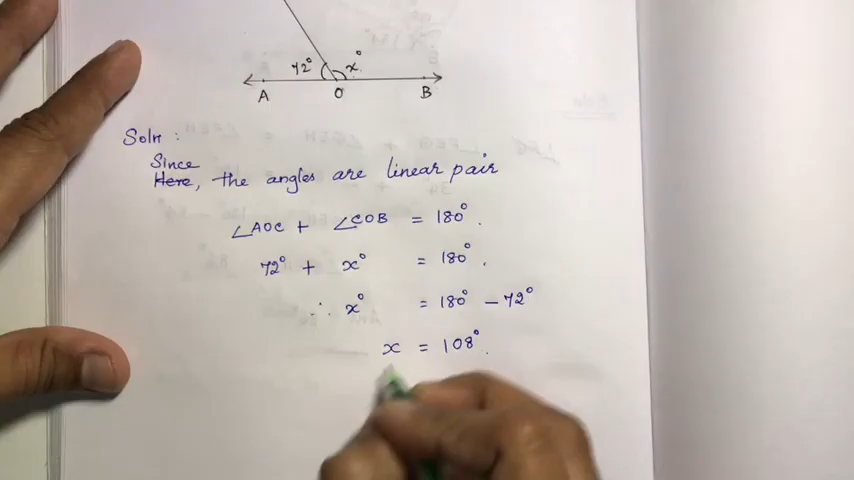 72° x°
A O B
Soln :
Since
Here, the angles are linear pair
∠AOC + ∠COB = 180°.
72° + x° = 180°.
∴ x° = 180° - 72°
x = 108°.